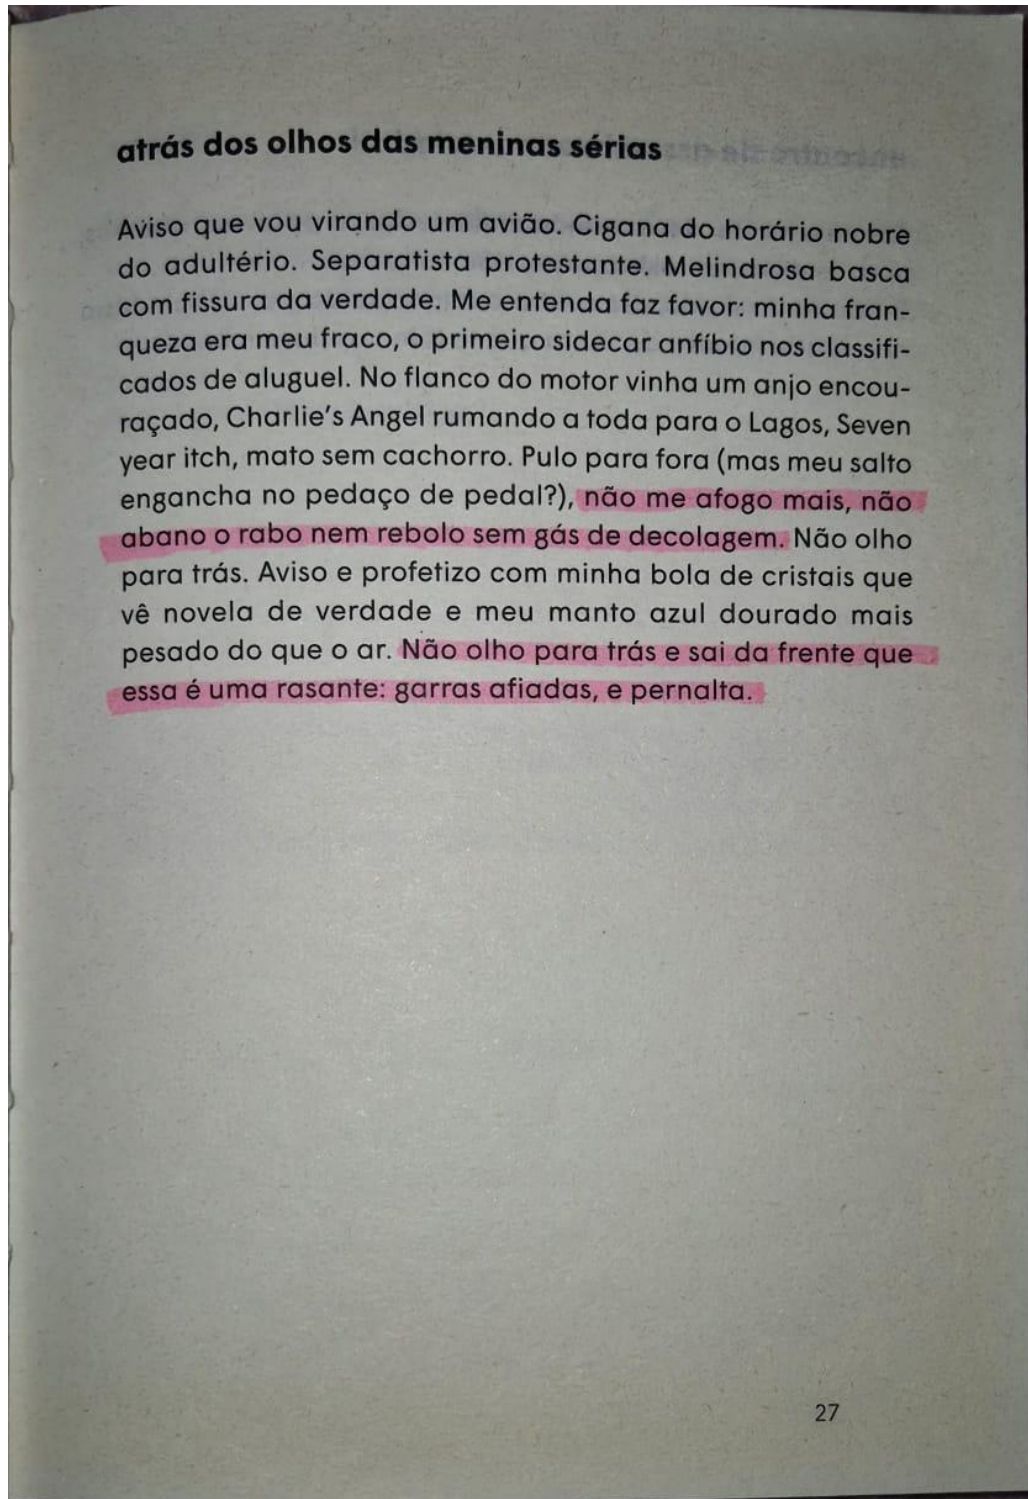 atrás dos olhos das meninas sérias
Aviso que vou virando um avião. Cigana do horário nobre
do adultério. Separatista protestante. Melindrosa basca
com fissura da verdade. Me entenda faz favor: minha fran-
queza era meu fraco, o primeiro sidecar anfíbio nos classifi-
cados de aluguel. No flanco do motor vinha um anjo encou-
raçado, Charlie's Angel rumando a toda para o Lagos, Seven
year itch, mato sem cachorro. Pulo para fora (mas meu salto
engancha no pedaço de pedal?), não me afogo mais, não
abano o rabo nem rebolo sem gás de decolagem. Não olho
para trás. Aviso e profetizo com minha bola de cristais que
vê novela de verdade e meu manto azul dourado mais
pesado do que o ar. Não olho para trás e sai da frente que
essa é uma rasante: garras afiadas, e pernalta.
27